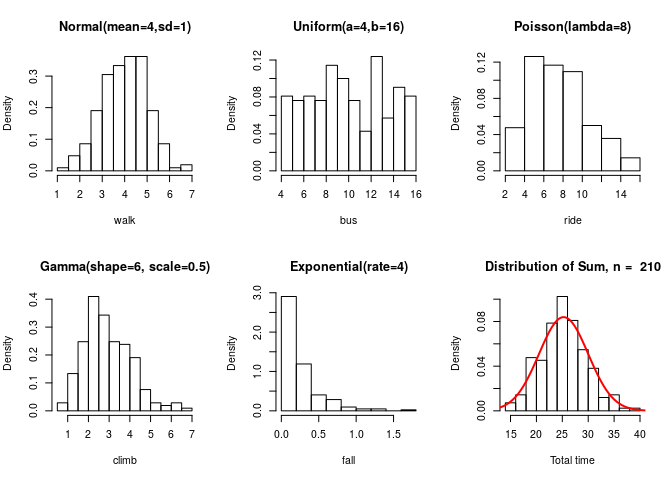 Normal(mean=4,sd=1)
Density
0.0 0.1 0.2 0.3
1 2 3 4 5 6 7
walk
Uniform(a=4,b=16)
Density
0.00 0.04 0.08 0.12
4 6 8 10 12 14 16
bus
Poisson(lambda=8)
Density
0.00 0.04 0.08 0.12
2 4 6 8 10 14
ride
Gamma(shape=6, scale=0.5)
Density
0.0 0.1 0.2 0.3 0.4
1 2 3 4 5 6 7
climb
Exponential(rate=4)
Density
0.0 1.0 2.0 3.0
0.0 0.5 1.0 1.5
fall
Distribution of Sum, n = 210
Density
0.00 0.04 0.08
15 20 25 30 35 40
Total time